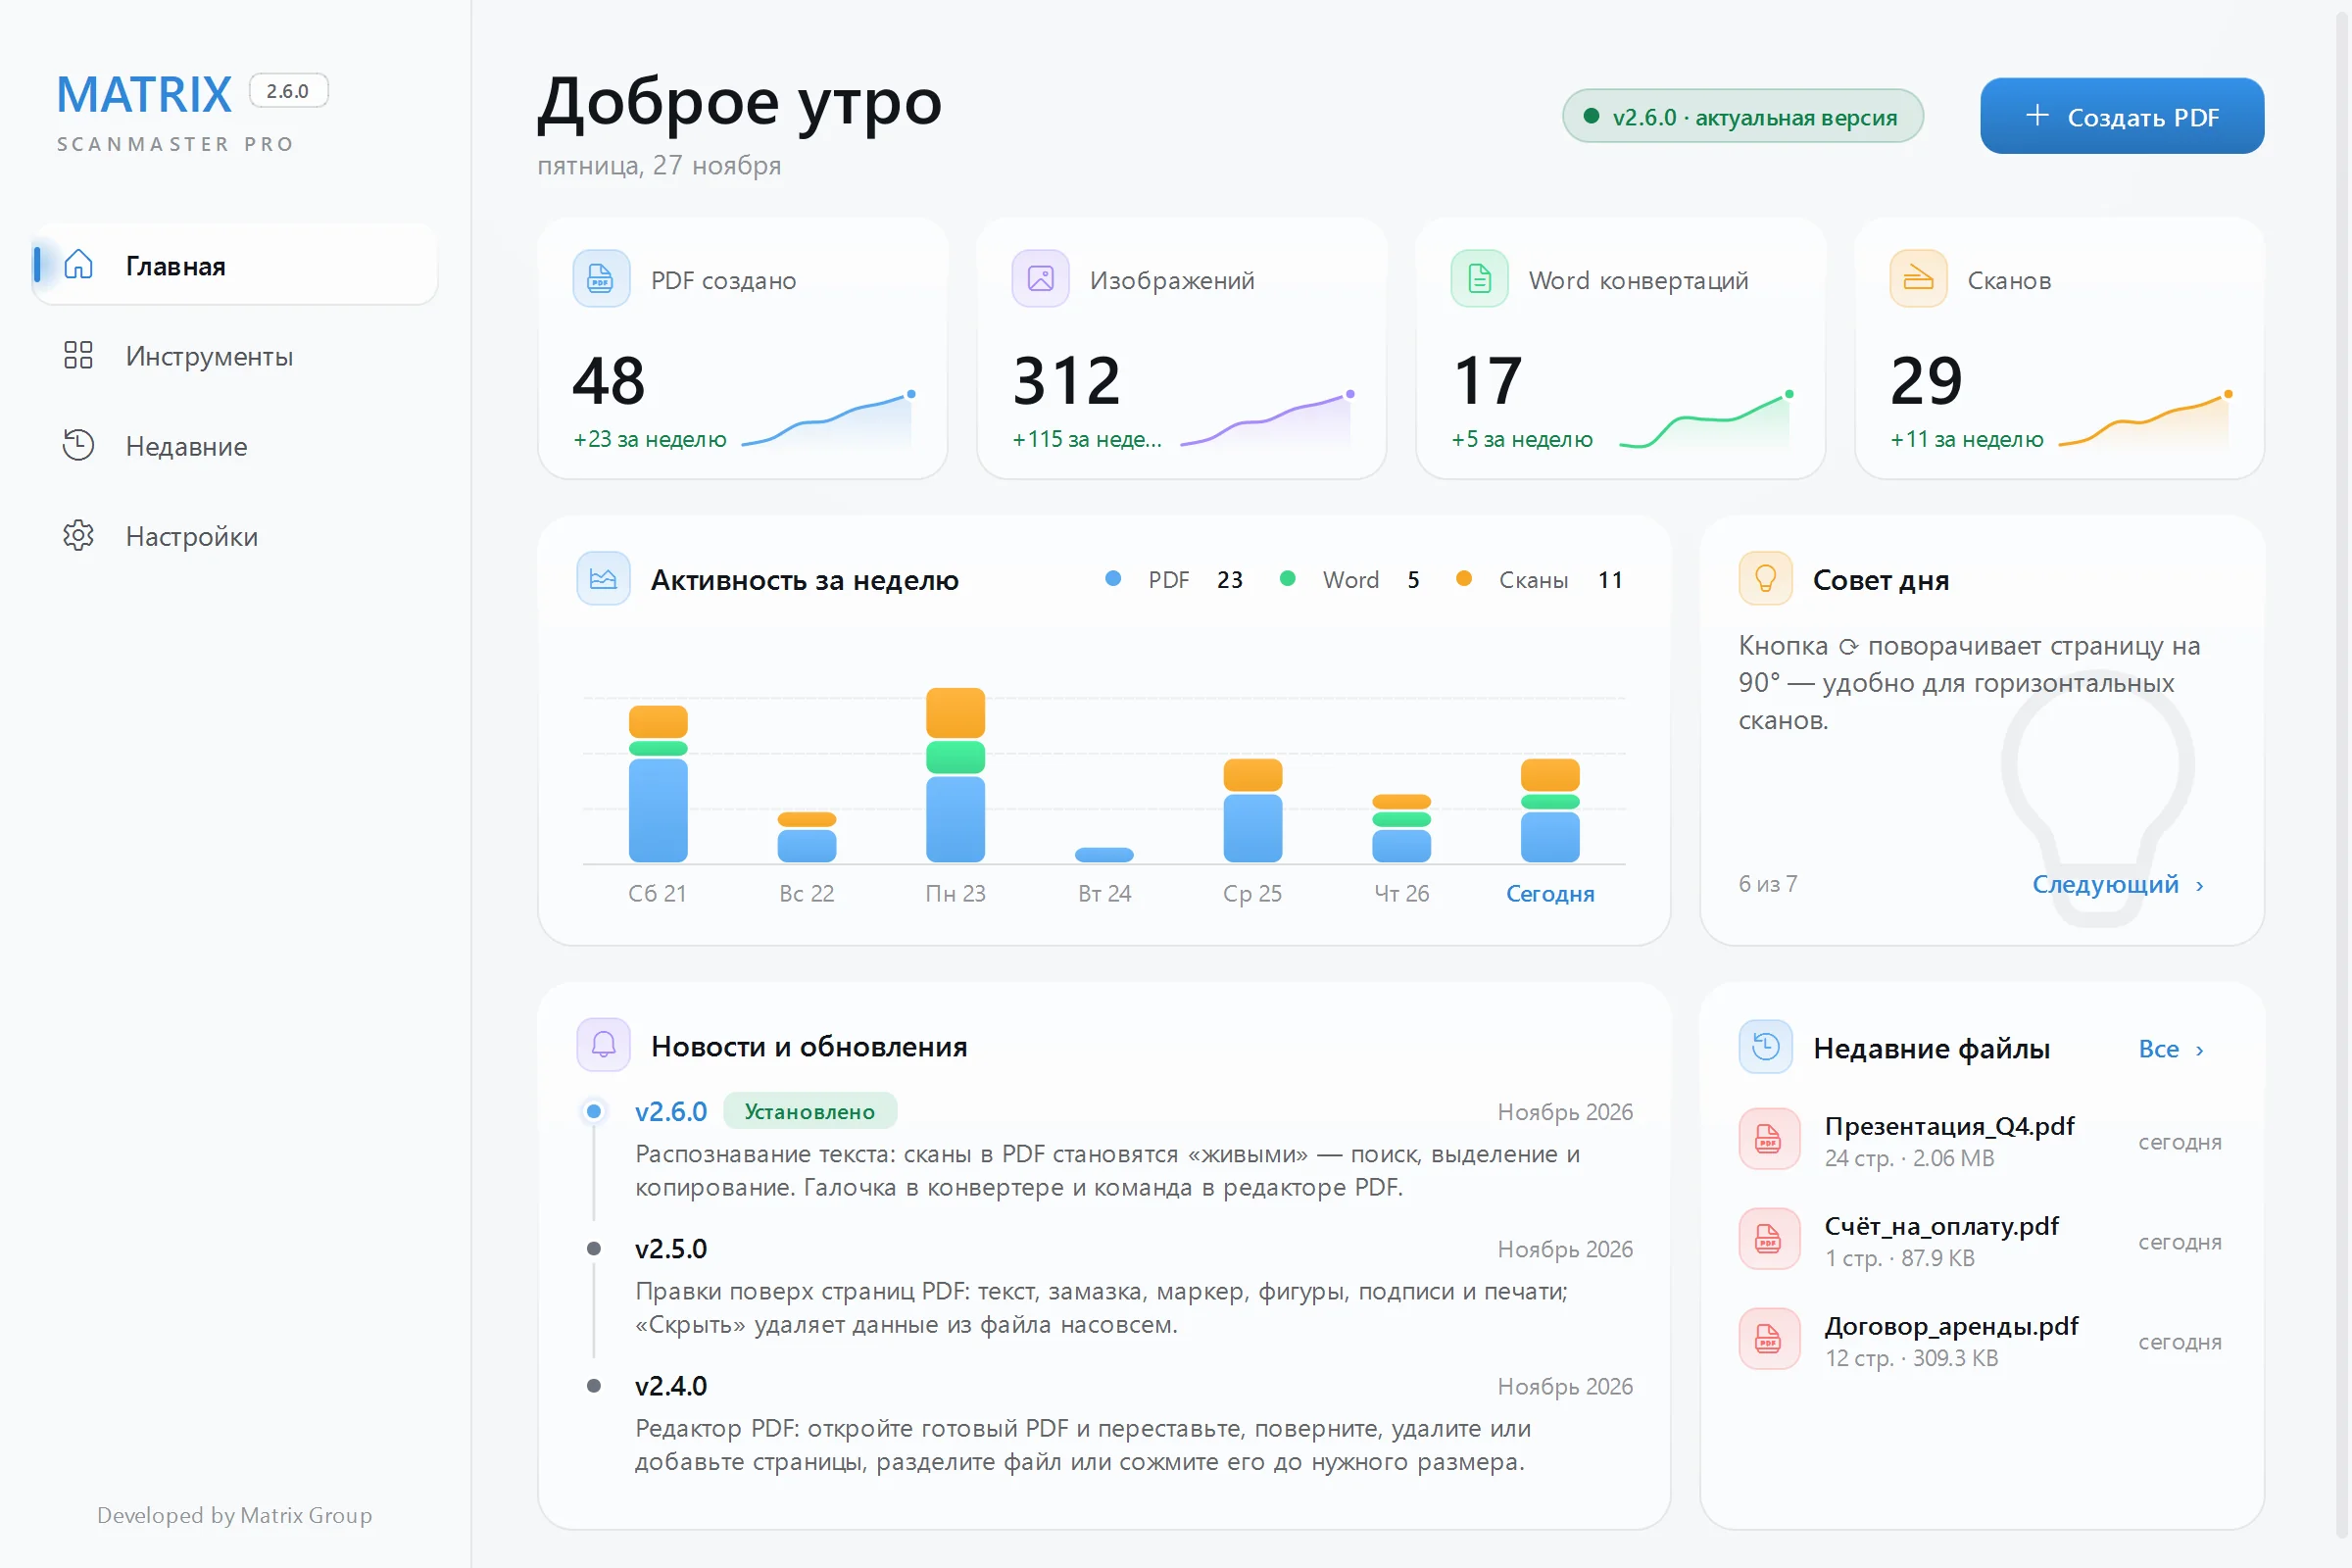 MATRIX 2.6.0
SCANMASTER PRO
Главная
Инструменты
Недавние
Настройки
Developed by Matrix Group
Доброе утро
пятница, 27 ноября
v2.6.0 · актуальная версия
Создать PDF
PDF создано
48
+23 за неделю
Изображений
312
+115 за неде...
Word конвертаций
17
+5 за неделю
Сканов
29
+11 за неделю
Активность за неделю
PDF 23 Word 5 Сканы 11
Сб 21 Вс 22 Пн 23 Вт 24 Ср 25 Чт 26 Сегодня
Совет дня
Кнопка ⟳ поворачивает страницу на
90° — удобно для горизонтальных
сканов.
6 из 7
Следующий ›
Новости и обновления
v2.6.0 Установлено Ноябрь 2026
Распознавание текста: сканы в PDF становятся «живыми» — поиск, выделение и
копирование. Галочка в конвертере и команда в редакторе PDF.
v2.5.0 Ноябрь 2026
Правки поверх страниц PDF: текст, замазка, маркер, фигуры, подписи и печати;
«Скрыть» удаляет данные из файла насовсем.
v2.4.0 Ноябрь 2026
Редактор PDF: откройте готовый PDF и переставьте, поверните, удалите или
добавьте страницы, разделите файл или сожмите его до нужного размера.
Недавние файлы Все ›
Презентация_Q4.pdf
24 стр. · 2.06 MB
сегодня
Счёт_на_оплату.pdf
1 стр. · 87.9 KB
сегодня
Договор_аренды.pdf
12 стр. · 309.3 KB
сегодня